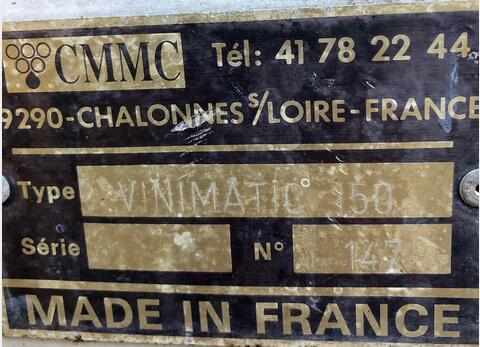 CMMC Tél: 41 78 22 44
9290-CHALONNES S/LOIRE-FRANCE
Type VINIMATIC 150
Série N° 147
MADE IN FRANCE